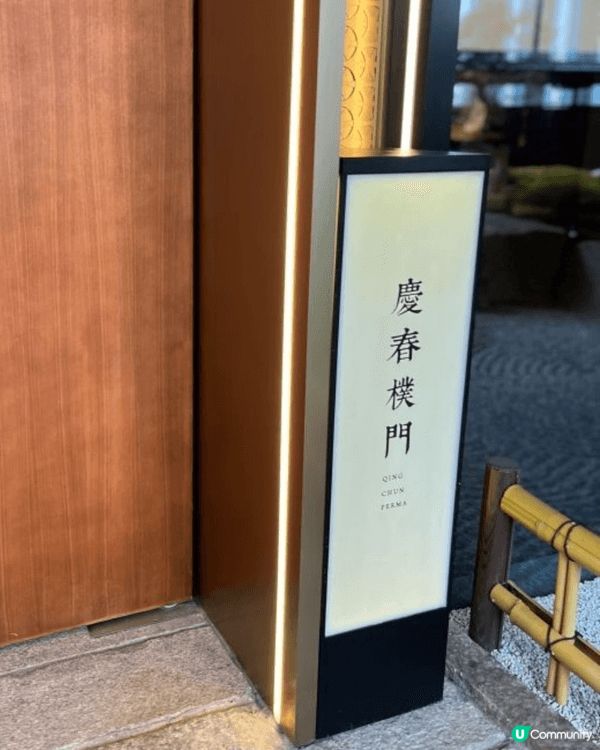 慶春樸門
QING
CHUN
PERMA
U Community.